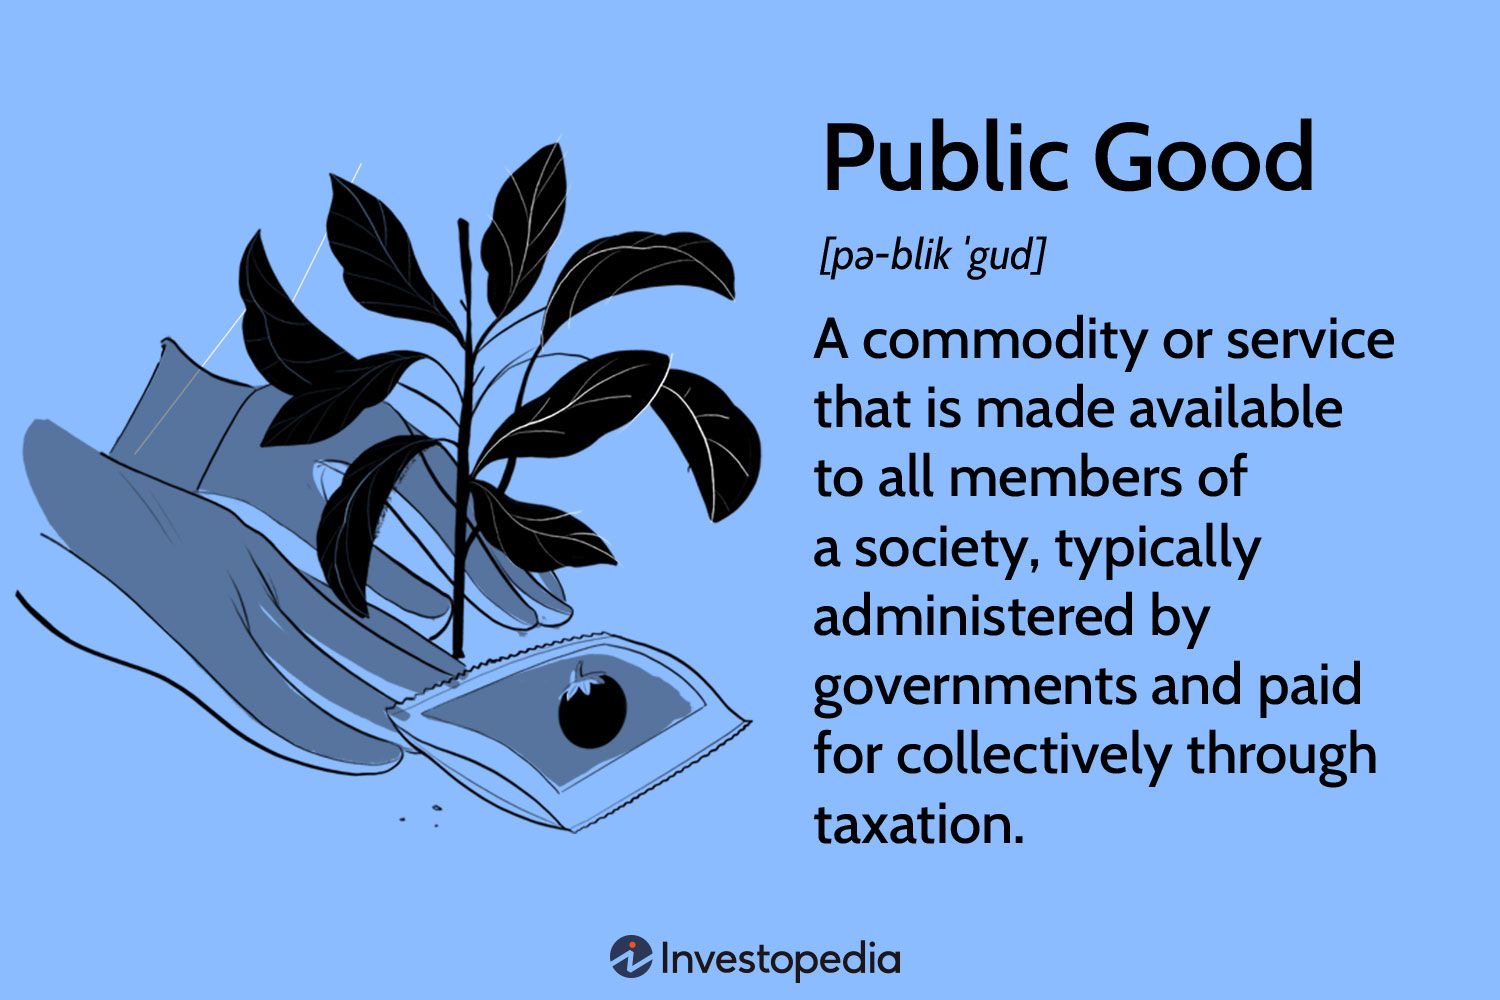 Public Good
[pə-blik ˈgud]
A commodity or service
that is made available
to all members of
a society, typically
administered by
governments and paid
for collectively through
taxation.
Investopedia